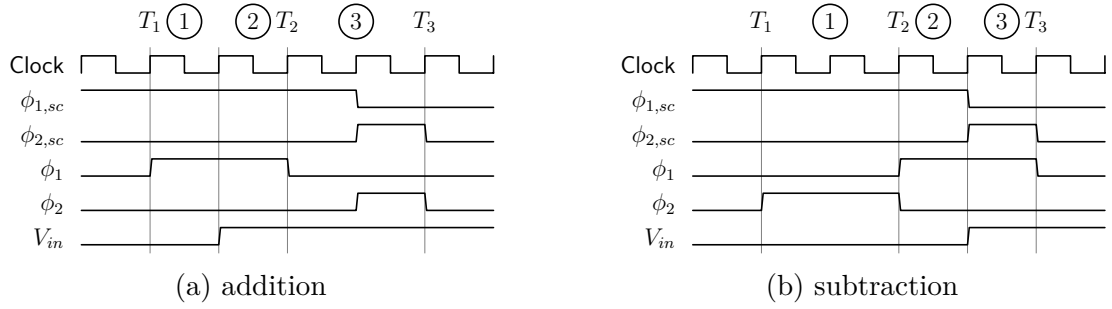 T1 ① ② T2 ③ T3
Clock
ϕ1,sc
ϕ2,sc
ϕ1
ϕ2
Vin
(a) addition
T1 ① T2 ② ③ T3
Clock
ϕ1,sc
ϕ2,sc
ϕ1
ϕ2
Vin
(b) subtraction